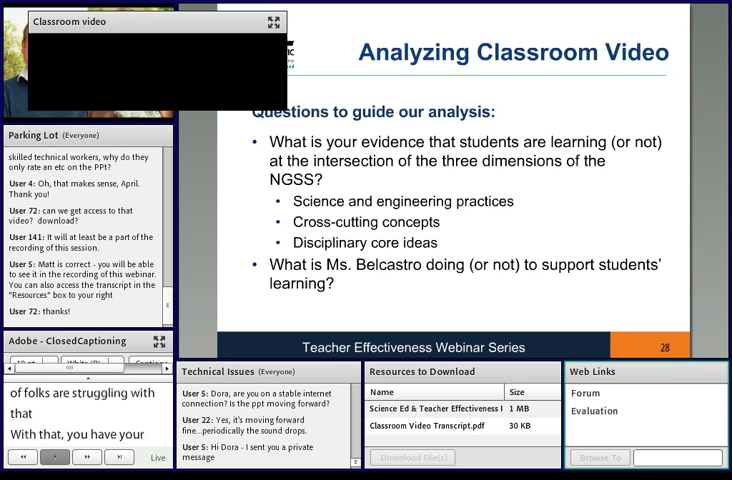 Classroom video
Analyzing Classroom Video
Questions to guide our analysis:
• What is your evidence that students are learning (or not)
at the intersection of the three dimensions of the
NGSS?
• Science and engineering practices
• Cross-cutting concepts
• Disciplinary core ideas
• What is Ms. Belcastro doing (or not) to support students'
learning?
Teacher Effectiveness Webinar Series
28
Parking Lot (Everyone)
skilled technical workers, why do they
only rate an etc on the PPt?
User 4: Oh, that makes sense, April.
Thank you!
User 72: can we get access to that
video? download?
User 141: It will at least be a part of the
recording of this session.
User 5: Matt is correct - you will be able
to see it in the recording of this webinar.
You can also access the transcript in the
"Resources" box to your right
User 72: thanks!
Adobe - ClosedCaptioning
of folks are struggling with
that
With that, you have your
Live
Technical Issues (Everyone)
User 5: Dora, are you on a stable internet
connection? Is the ppt moving forward?
User 22: Yes, it's moving forward
fine...periodically the sound drops.
User 5: Hi Dora - I sent you a private
message
Resources to Download
Name Size
Science Ed & Teacher Effectiveness 1 MB
Classroom Video Transcript.pdf 30 KB
Download File(s)
Web Links
Forum
Evaluation
Browse To